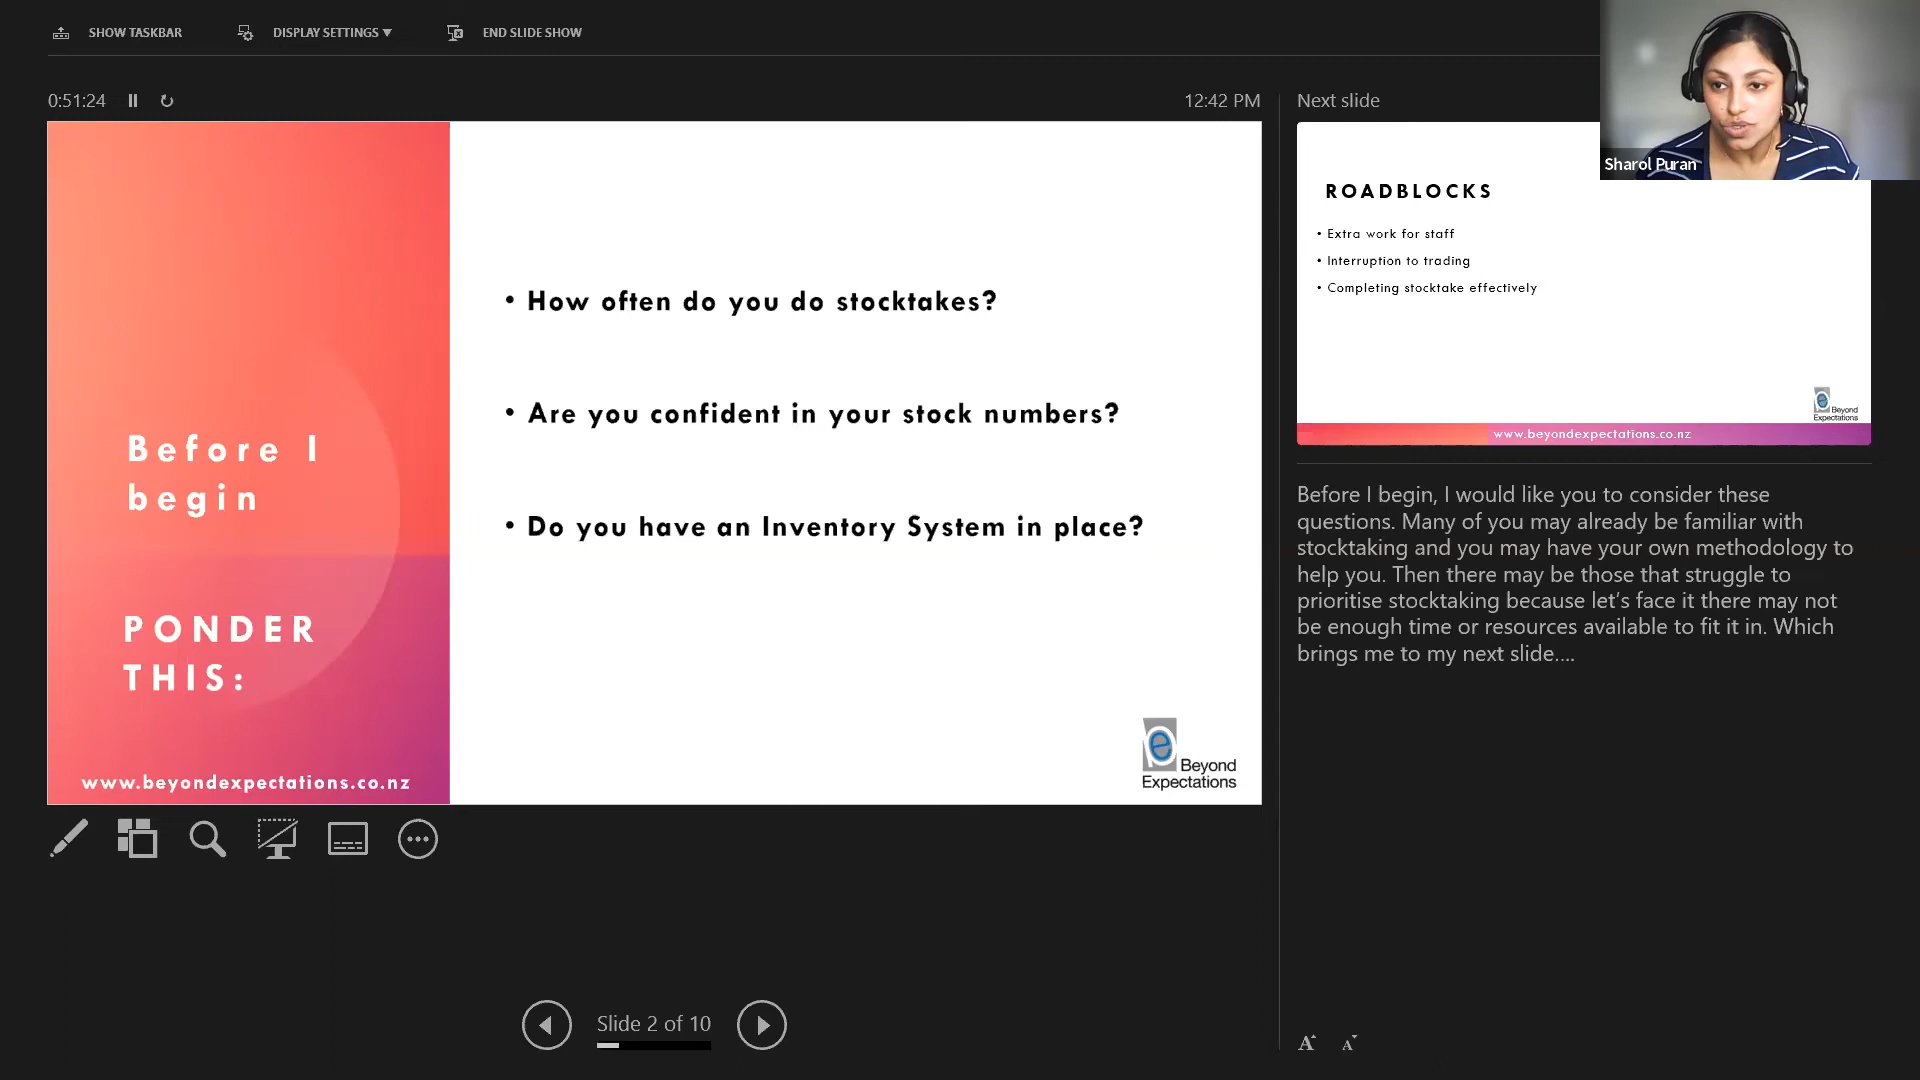 SHOW TASKBAR
DISPLAY SETTINGS ▼
END SLIDE SHOW
0:51:24
12:42 PM
Before I
begin
PONDER
THIS:
www.beyondexpectations.co.nz
• How often do you do stocktakes?
• Are you confident in your stock numbers?
• Do you have an Inventory System in place?
e
Beyond
Expectations
Slide 2 of 10
Next slide
Sharol Puran
ROADBLOCKS
• Extra work for staff
• Interruption to trading
• Completing stocktake effectively
e
Beyond
Expectations
www.beyondexpectations.co.nz
Before I begin, I would like you to consider these
questions. Many of you may already be familiar with
stocktaking and you may have your own methodology to
help you. Then there may be those that struggle to
prioritise stocktaking because let’s face it there may not
be enough time or resources available to fit it in. Which
brings me to my next slide....
A A